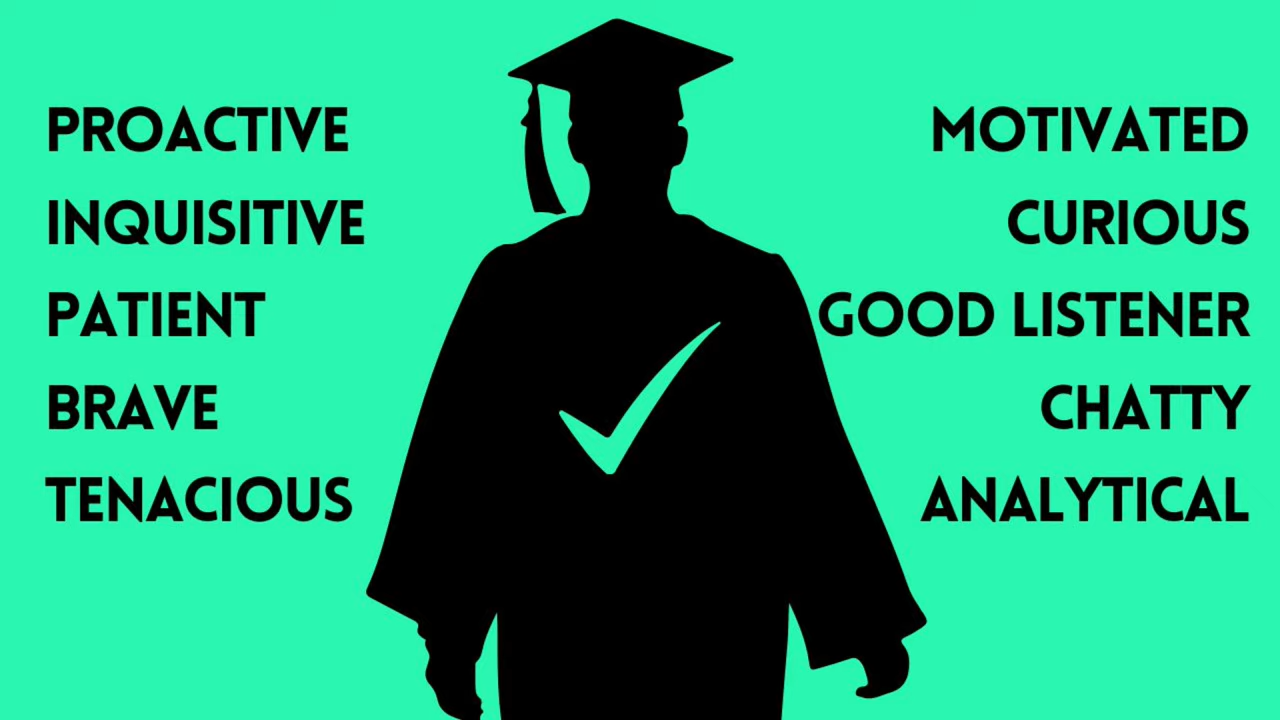 PROACTIVE
INQUISITIVE
PATIENT
BRAVE
TENACIOUS
MOTIVATED
CURIOUS
GOOD LISTENER
CHATTY
ANALYTICAL